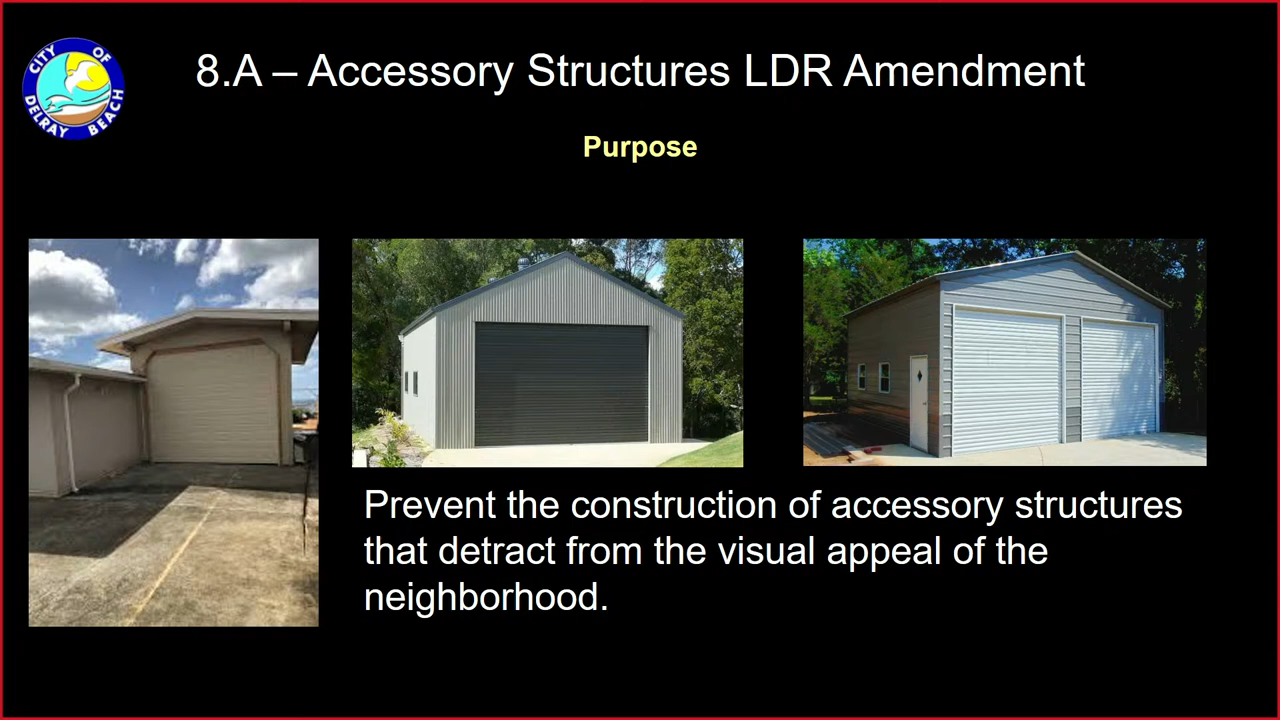 CITY OF
DELRAY BEACH
8.A – Accessory Structures LDR Amendment
Purpose
Prevent the construction of accessory structures
that detract from the visual appeal of the
neighborhood.